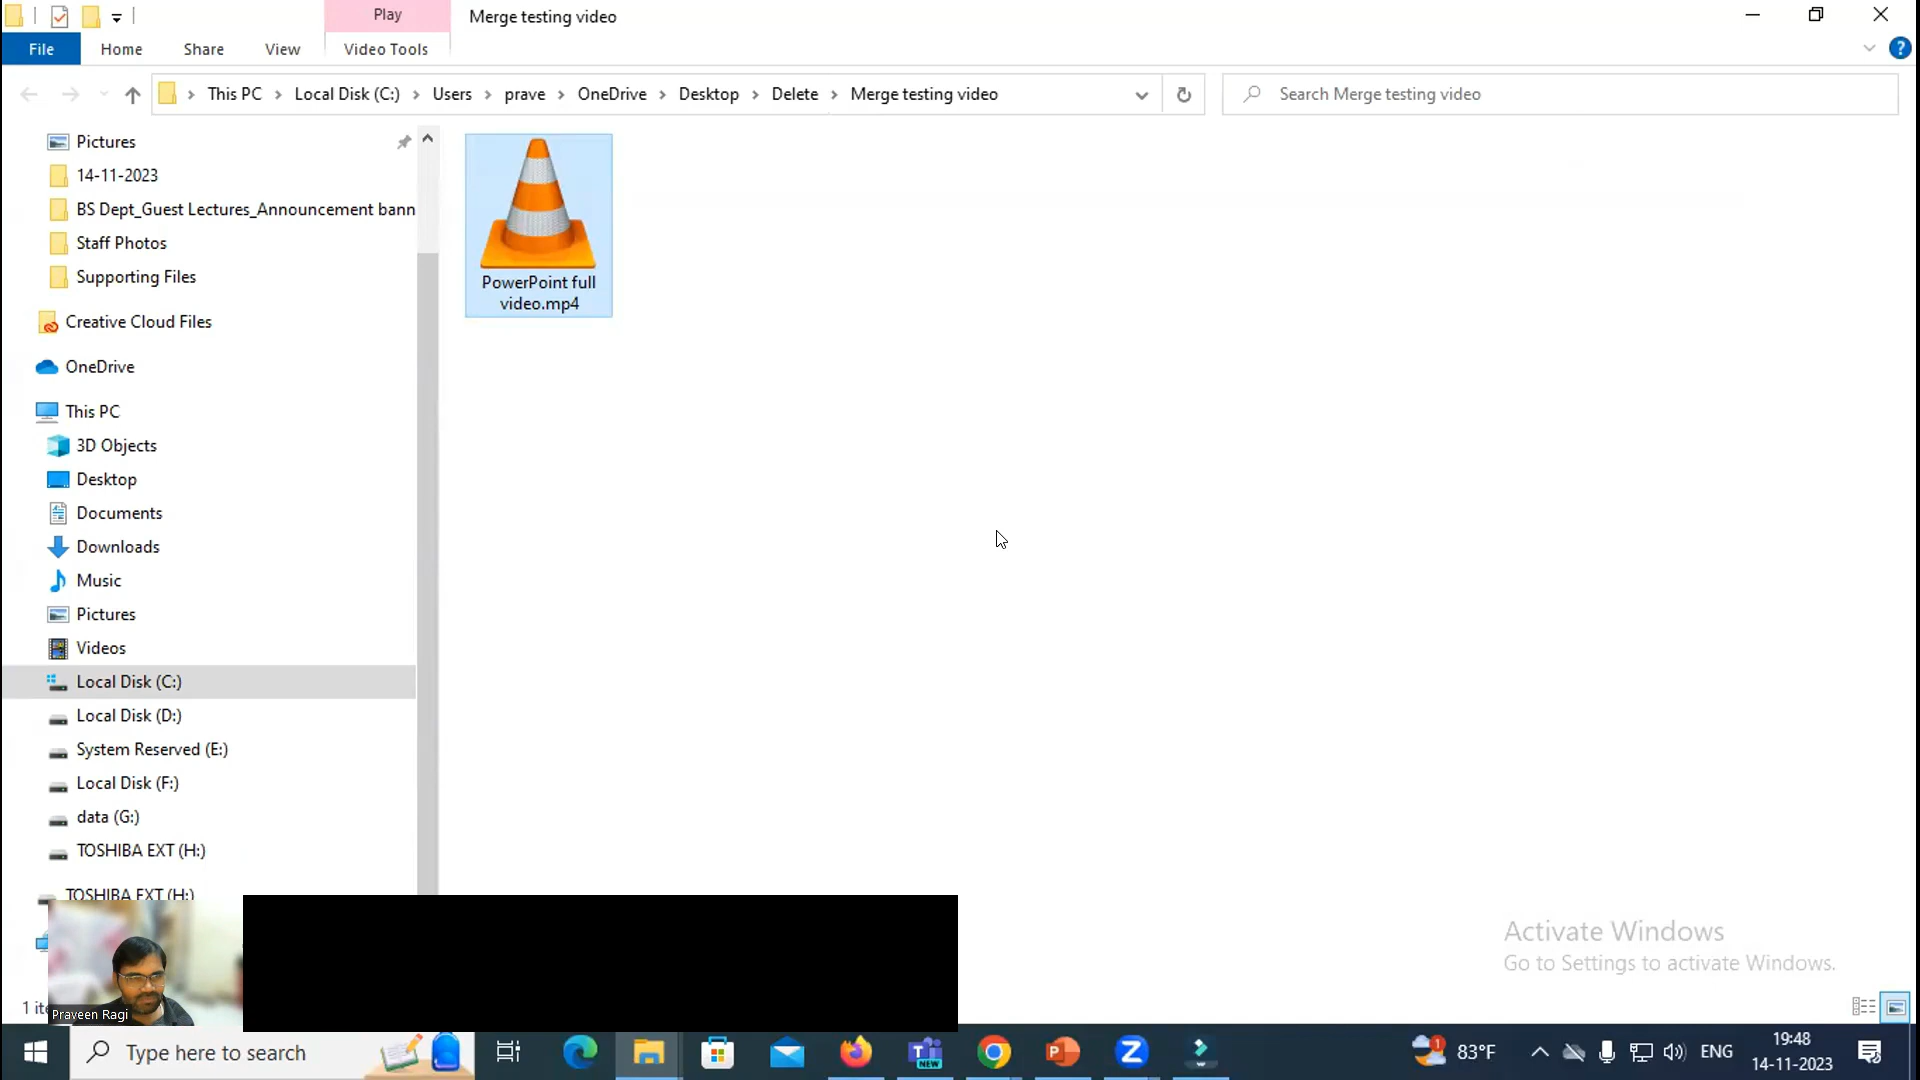 Play
Merge testing video
File
Home
Share
View
Video Tools
This PC
Local Disk (C:)
Users
prave
OneDrive
Desktop
Delete
Merge testing video
Search Merge testing video
Pictures
14-11-2023
BS Dept_Guest Lectures_Announcement bann
Staff Photos
Supporting Files
Creative Cloud Files
OneDrive
This PC
3D Objects
Desktop
Documents
Downloads
Music
Pictures
Videos
Local Disk (C:)
Local Disk (D:)
System Reserved (E:)
Local Disk (F:)
data (G:)
TOSHIBA EXT (H:)
TOSHIBA EXT (H:)
PowerPoint full
video.mp4
Activate Windows
Go to Settings to activate Windows.
1 ite
Praveen Ragi
Type here to search
NEW
83°F
ENG
19:48
14-11-2023